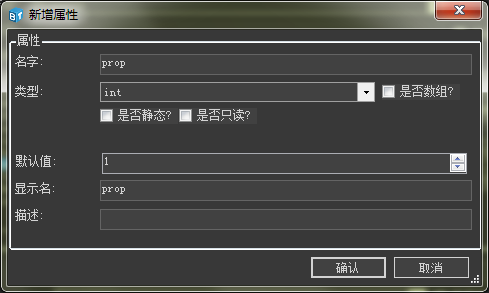 新增属性
属性
名字:
prop
类型:
int
是否数组?
是否静态?
是否只读?
默认值:
1
显示名:
prop
描述:
确认
取消